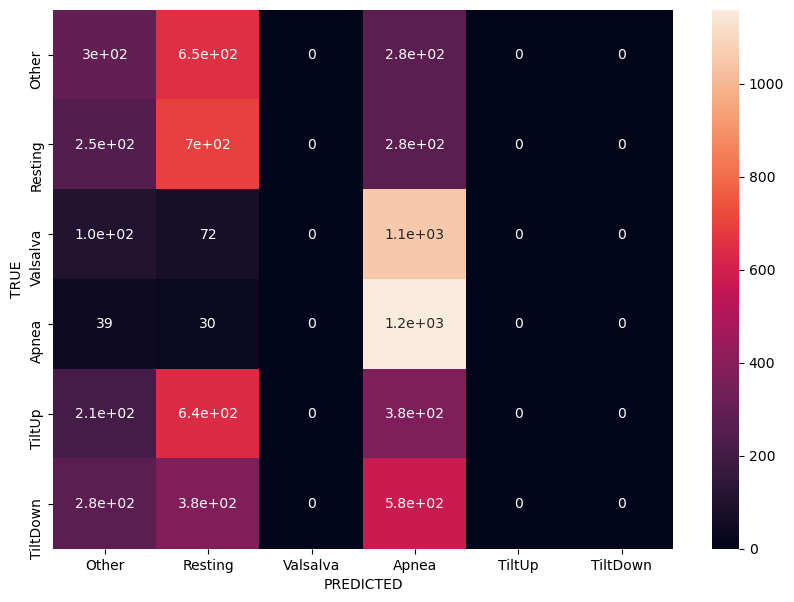 TRUE
Other 3e+02 6.5e+02 0 2.8e+02 0 0
Resting 2.5e+02 7e+02 0 2.8e+02 0 0
Valsalva 1.0e+02 72 0 1.1e+03 0 0
Apnea 39 30 0 1.2e+03 0 0
TiltUp 2.1e+02 6.4e+02 0 3.8e+02 0 0
TiltDown 2.8e+02 3.8e+02 0 5.8e+02 0 0
Other Resting Valsalva Apnea TiltUp TiltDown
PREDICTED
1000
800
600
400
200
0